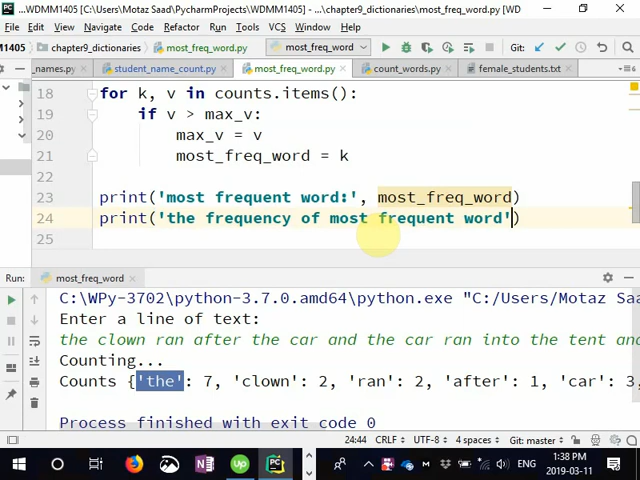 ...WDMM1405 [C:\Users\Motaz Saad\PycharmProjects\WDMM1405] - ...\chapter9_dictionaries\most_freq_word.py [WD...
File Edit View Navigate Code Refactor Run Tools VCS Window Help
M1405 chapter9_dictionaries most_freq_word.py most_freq_word Git:
_names.py student_name_count.py most_freq_word.py count_words.py female_students.txt
18 for k, v in counts.items():
19 if v > max_v:
20 max_v = v
21 most_freq_word = k
22
23 print('most frequent word:', most_freq_word)
24 print('the frequency of most frequent word')
25
Run: most_freq_word
C:\WPy-3702\python-3.7.0.amd64\python.exe "C:/Users/Motaz Saa
Enter a line of text:
the clown ran after the car and the car ran into the tent and
Counting...
Counts {'the': 7, 'clown': 2, 'ran': 2, 'after': 1, 'car': 3,
Process finished with exit code 0
24:44 CRLF UTF-8 4 spaces Git: master
ENG 1:38 PM 2019-03-11